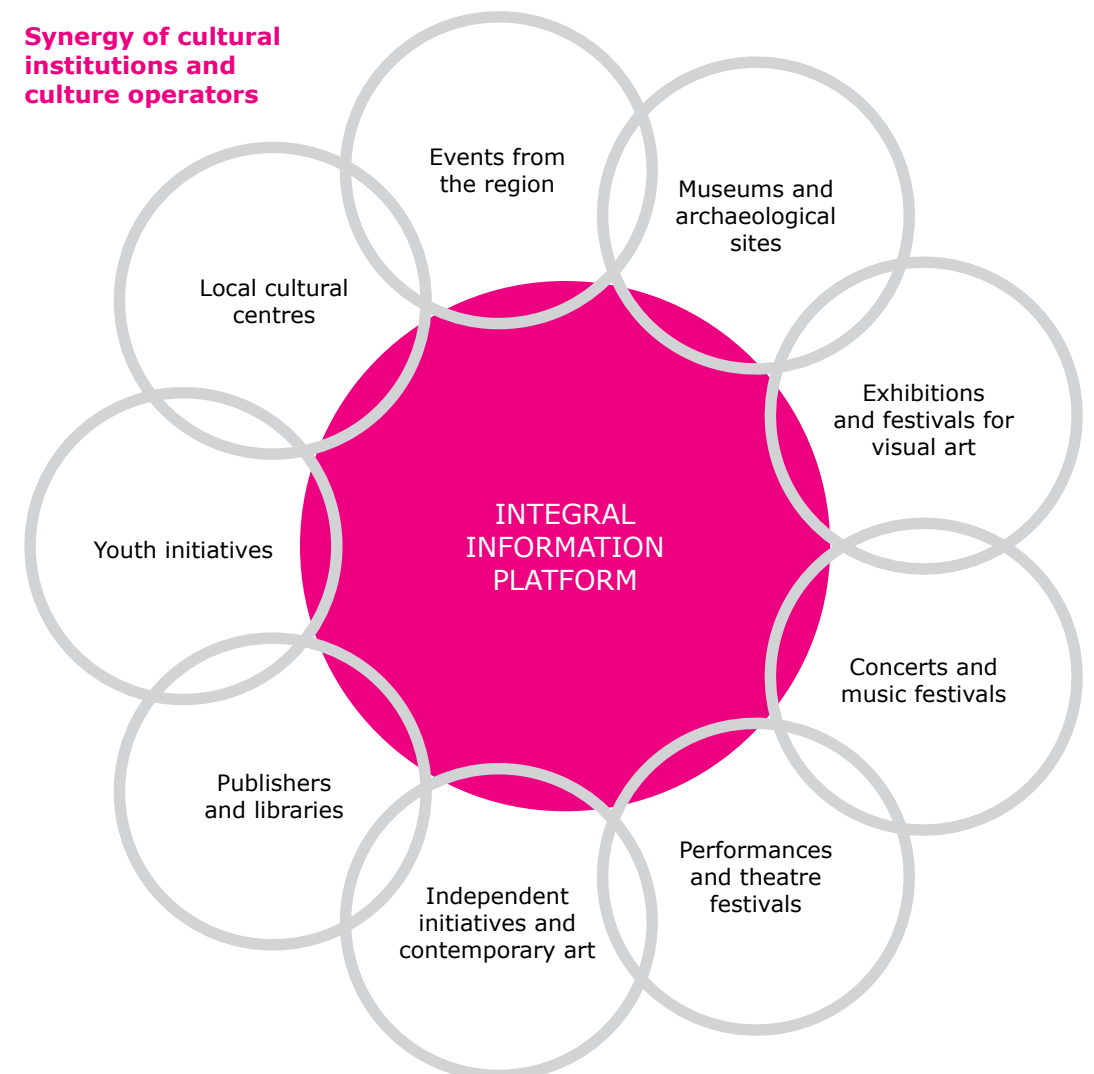 Synergy of cultural
institutions and
culture operators
Events from
the region
Museums and
archaeological
sites
Exhibitions
and festivals for
visual art
Concerts and
music festivals
Performances
and theatre
festivals
Independent
initiatives and
contemporary art
Publishers
and libraries
Youth initiatives
Local cultural
centres
INTEGRAL
INFORMATION
PLATFORM